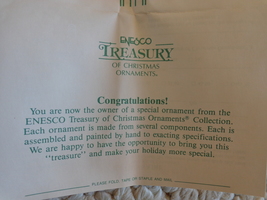 ENESCO
TREASURY
OF CHRISTMAS
ORNAMENTS®
Congratulations!
You are now the owner of a special ornament from the
ENESCO Treasury of Christmas Ornaments® Collection.
Each ornament is made from several components. Each is
assembled and painted by hand to exacting specifications.
We are happy to have the opportunity to bring you this
"treasure" and make your holiday more special.
PLEASE FOLD